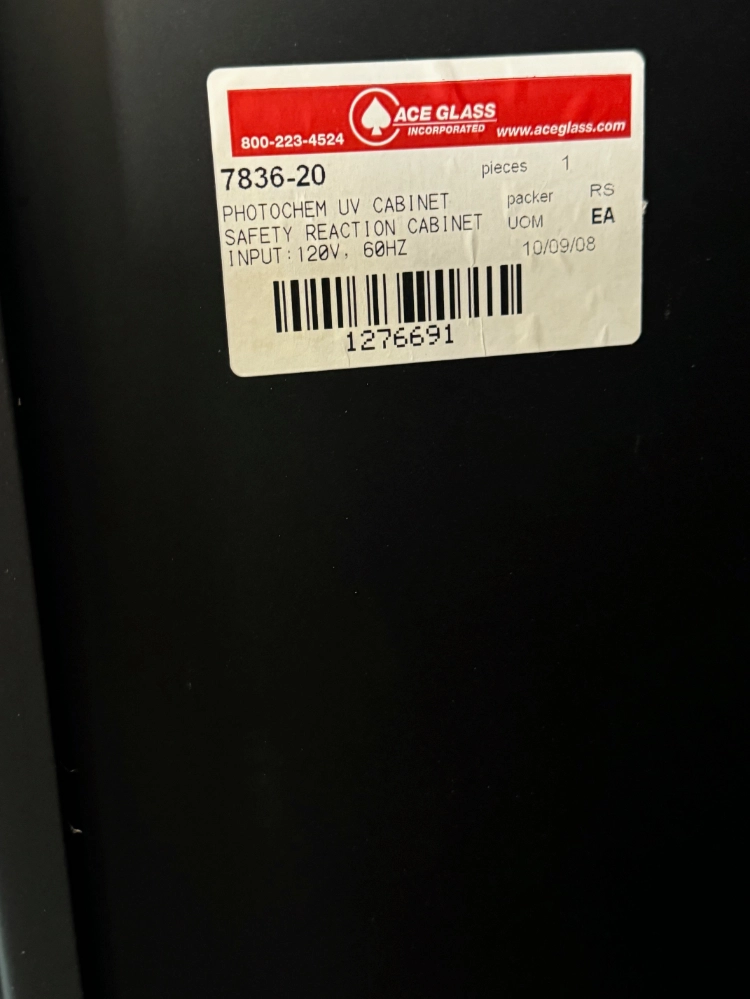 ACE GLASS
INCORPORATED
800-223-4524
www.aceglass.com
7836-20
pieces 1
PHOTOCHEM UV CABINET
packer RS
SAFETY REACTION CABINET
UOM EA
INPUT:120V, 60HZ
10/09/08
1276691